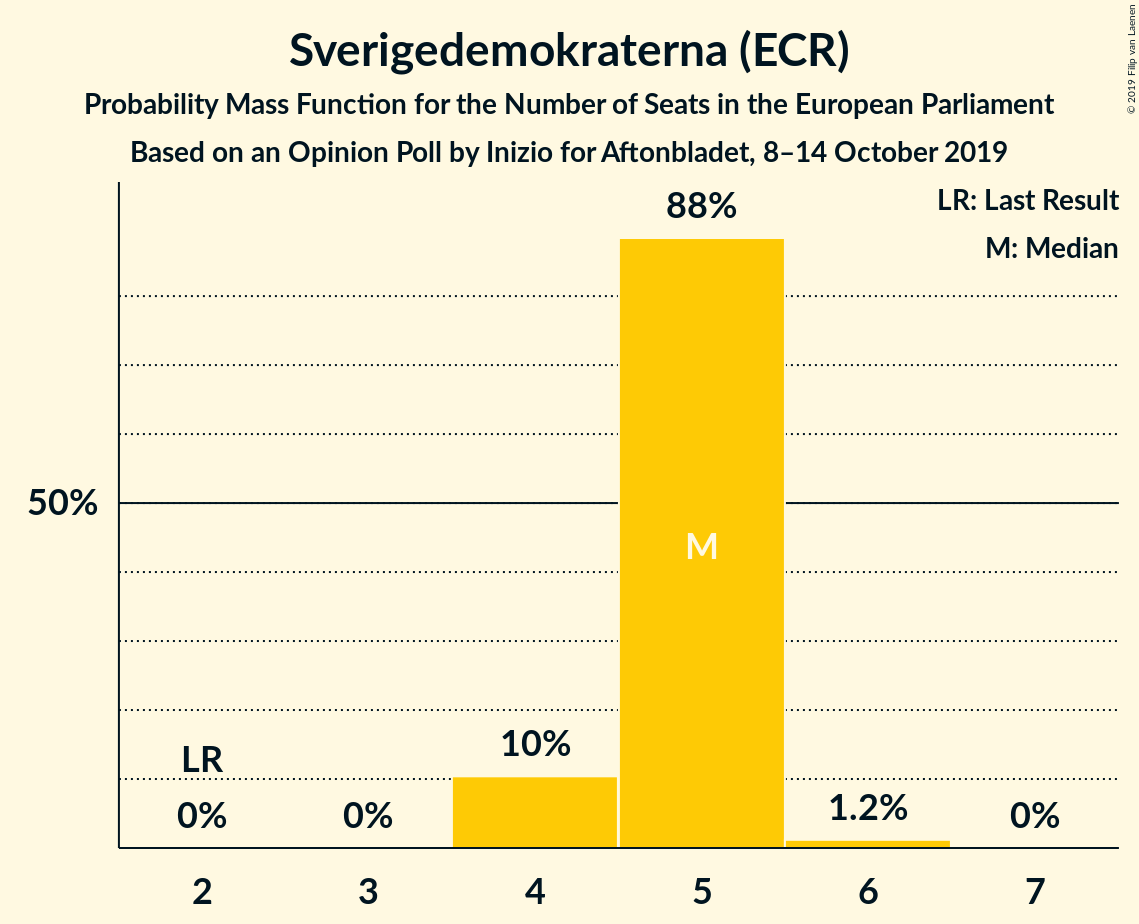 Sverigedemokraterna (ECR)
Probability Mass Function for the Number of Seats in the European Parliament
Based on an Opinion Poll by Inizio for Aftonbladet, 8–14 October 2019
© 2019 Filip van Laenen
LR: Last Result
M: Median
88%
50%
M
LR
10%
0%
0%
1.2%
0%
2
3
4
5
6
7